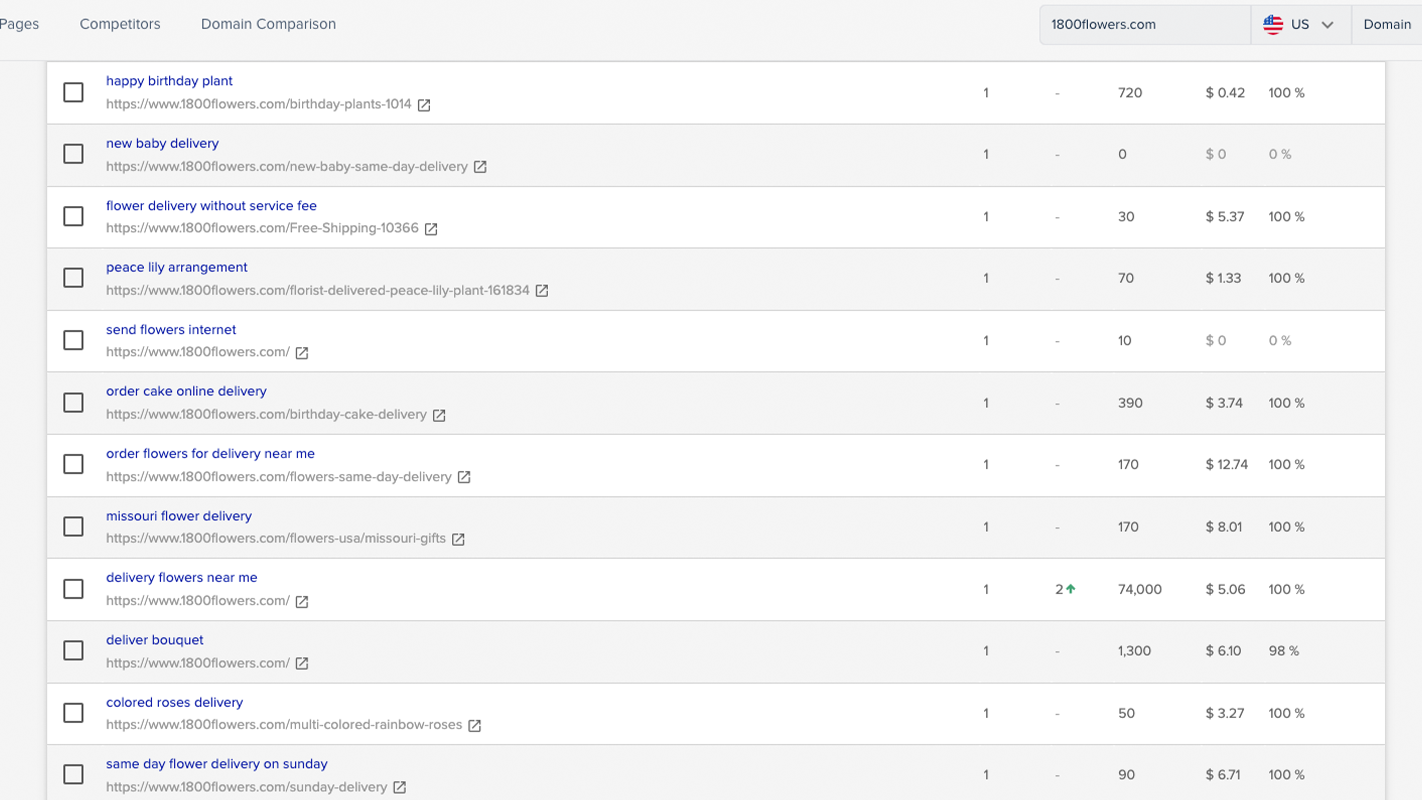 Pages Competitors Domain Comparison 1800flowers.com US Domain
happy birthday plant
https://www.1800flowers.com/birthday-plants-1014 1 - 720 $ 0.42 100 %
new baby delivery
https://www.1800flowers.com/new-baby-same-day-delivery 1 - 0 $ 0 0 %
flower delivery without service fee
https://www.1800flowers.com/Free-Shipping-10366 1 - 30 $ 5.37 100 %
peace lily arrangement
https://www.1800flowers.com/florist-delivered-peace-lily-plant-161834 1 - 70 $ 1.33 100 %
send flowers internet
https://www.1800flowers.com/ 1 - 10 $ 0 0 %
order cake online delivery
https://www.1800flowers.com/birthday-cake-delivery 1 - 390 $ 3.74 100 %
order flowers for delivery near me
https://www.1800flowers.com/flowers-same-day-delivery 1 - 170 $ 12.74 100 %
missouri flower delivery
https://www.1800flowers.com/flowers-usa/missouri-gifts 1 - 170 $ 8.01 100 %
delivery flowers near me
https://www.1800flowers.com/ 1 2 74,000 $ 5.06 100 %
deliver bouquet
https://www.1800flowers.com/ 1 - 1,300 $ 6.10 98 %
colored roses delivery
https://www.1800flowers.com/multi-colored-rainbow-roses 1 - 50 $ 3.27 100 %
same day flower delivery on sunday
https://www.1800flowers.com/sunday-delivery 1 - 90 $ 6.71 100 %